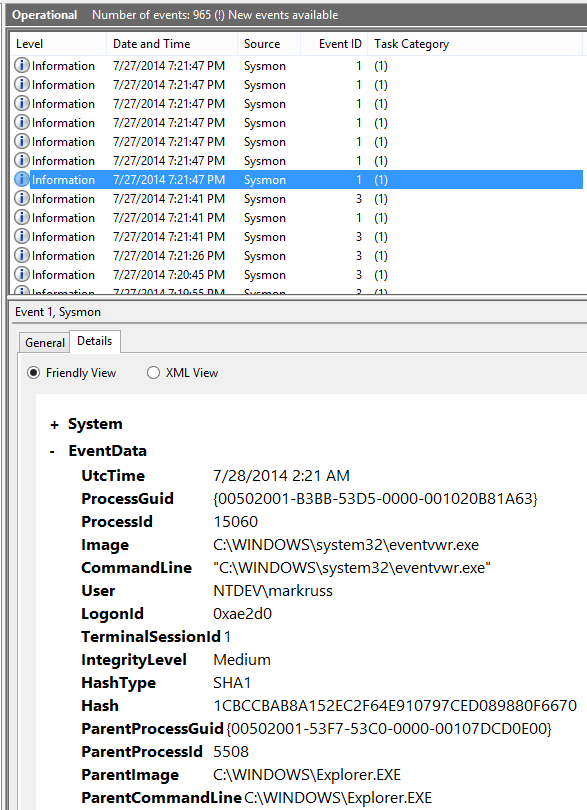 Operational Number of events: 965 (!) New events available
Level Date and Time Source Event ID Task Category
Information 7/27/2014 7:21:47 PM Sysmon 1 (1)
Information 7/27/2014 7:21:47 PM Sysmon 1 (1)
Information 7/27/2014 7:21:47 PM Sysmon 1 (1)
Information 7/27/2014 7:21:47 PM Sysmon 1 (1)
Information 7/27/2014 7:21:47 PM Sysmon 1 (1)
Information 7/27/2014 7:21:47 PM Sysmon 1 (1)
Information 7/27/2014 7:21:47 PM Sysmon 1 (1)
Information 7/27/2014 7:21:41 PM Sysmon 3 (1)
Information 7/27/2014 7:21:41 PM Sysmon 1 (1)
Information 7/27/2014 7:21:41 PM Sysmon 3 (1)
Information 7/27/2014 7:21:26 PM Sysmon 3 (1)
Information 7/27/2014 7:20:45 PM Sysmon 3 (1)
Information 7/27/2014 7:19:55 PM Sysmon 3 (1)
Event 1, Sysmon
General Details
Friendly View XML View
+ System
- EventData
UtcTime 7/28/2014 2:21 AM
ProcessGuid {00502001-B3BB-53D5-0000-001020B81A63}
ProcessId 15060
Image C:\WINDOWS\system32\eventvwr.exe
CommandLine "C:\WINDOWS\system32\eventvwr.exe"
User NTDEV\markruss
LogonId 0xae2d0
TerminalSessionId 1
IntegrityLevel Medium
HashType SHA1
Hash 1CBCCBAB8A152EC2F64E910797CED089880F6670
ParentProcessGuid {00502001-53F7-53C0-0000-00107DCD0E00}
ParentProcessId 5508
ParentImage C:\WINDOWS\Explorer.EXE
ParentCommandLine C:\WINDOWS\Explorer.EXE